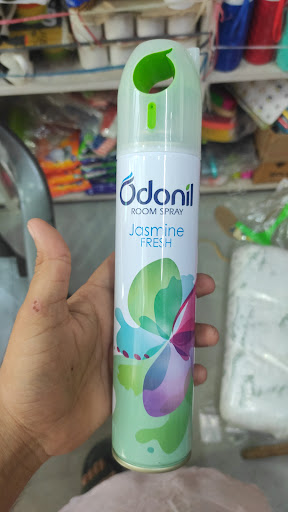 Odonil
ROOM SPRAY
Jasmine
FRESH